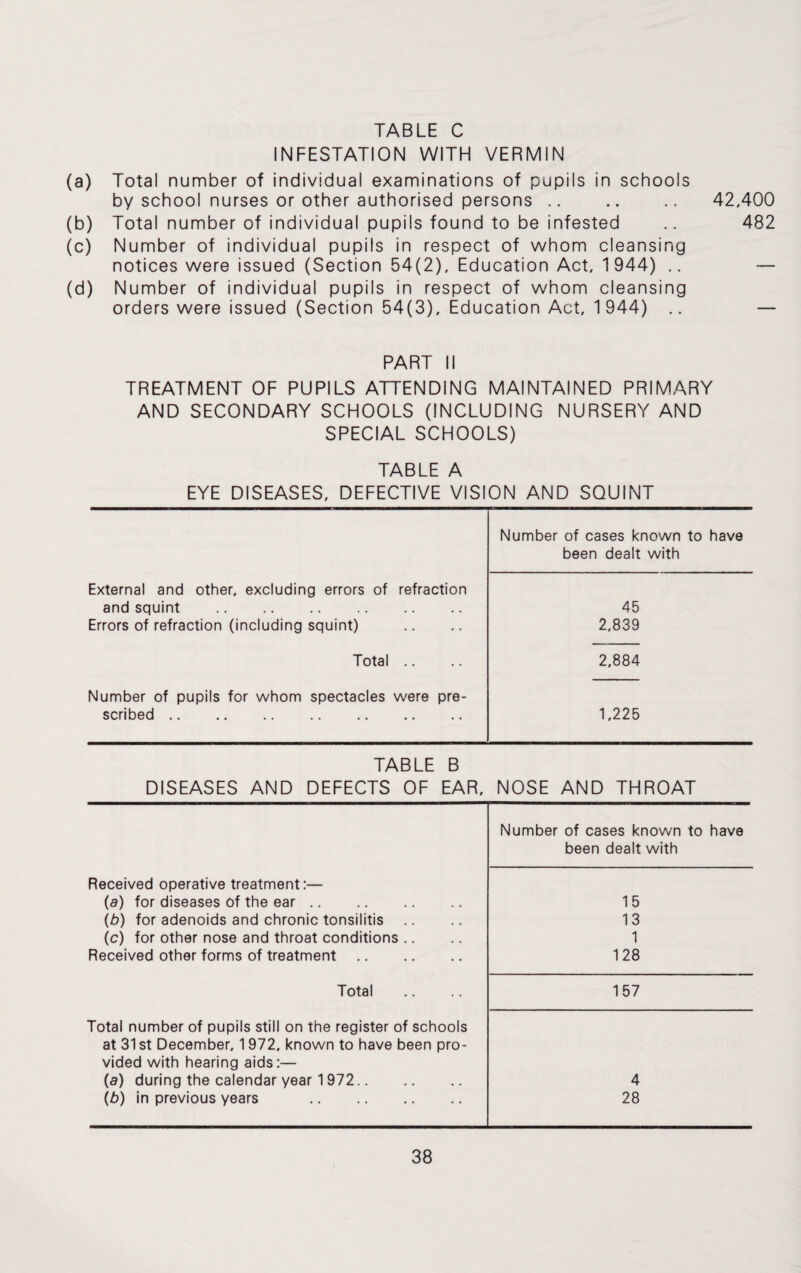 TABLE C
INFESTATION WITH VERMIN
(a) Total number of individual examinations of pupils in schools
by school nurses or other authorised persons .. .. .. 42,400
(b) Total number of individual pupils found to be infested .. 482
(c) Number of individual pupils in respect of whom cleansing
notices were issued (Section 54(2), Education Act, 1944) .. —
(d) Number of individual pupils in respect of whom cleansing
orders were issued (Section 54(3), Education Act, 1944) .. —
PART II
TREATMENT OF PUPILS ATTENDING MAINTAINED PRIMARY
AND SECONDARY SCHOOLS (INCLUDING NURSERY AND
SPECIAL SCHOOLS)
TABLE A
EYE DISEASES, DEFECTIVE VISION AND SQUINT
Number of cases known to have
been dealt with
External and other, excluding errors of refraction
and squint .. .. .. .. .. .. 45
Errors of refraction (including squint) .. .. 2,839
Total .. .. 2,884
Number of pupils for whom spectacles were pre-
scribed .. .. .. .. .. .. .. 1,225
TABLE B
DISEASES AND DEFECTS OF EAR, NOSE AND THROAT
Number of cases known to have
been dealt with
Received operative treatment:—
(a) for diseases of the ear .. .. .. .. 15
(b) for adenoids and chronic tonsilitis .. .. 13
(c) for other nose and throat conditions .. .. 1
Received other forms of treatment .. .. .. 128
Total .. .. 157
Total number of pupils still on the register of schools
at 31st December, 1972, known to have been pro-
vided with hearing aids:—
(a) during the calendar year 1972.. .. .. 4
(b) in previous years .. .. .. .. 28
38